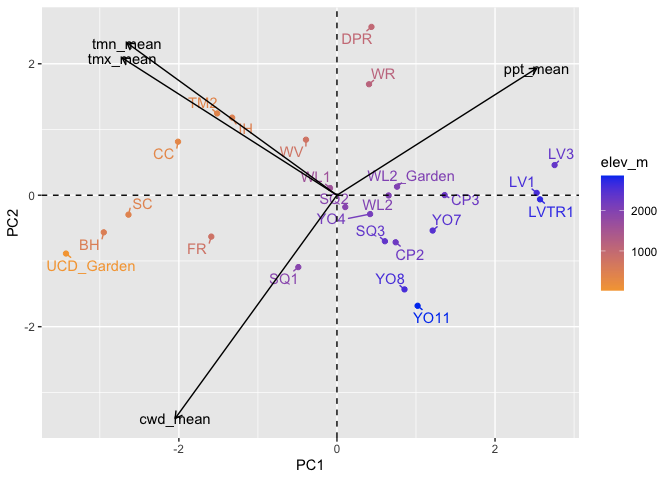 DPR
tmn_mean
tmx_mean
2
WR
ppt_mean
TM2
IH
CC
WV
LV3
elev_m
WL1
WL2_Garden
LV1
2000
0
SQ2
WL2
CP3
LVTR1
SC
YO4
YO7
PC2
BH
FR
SQ3
1000
UCD_Garden
SQ1
CP2
YO8
YO11
-2
cwd_mean
-2
0
2
PC1